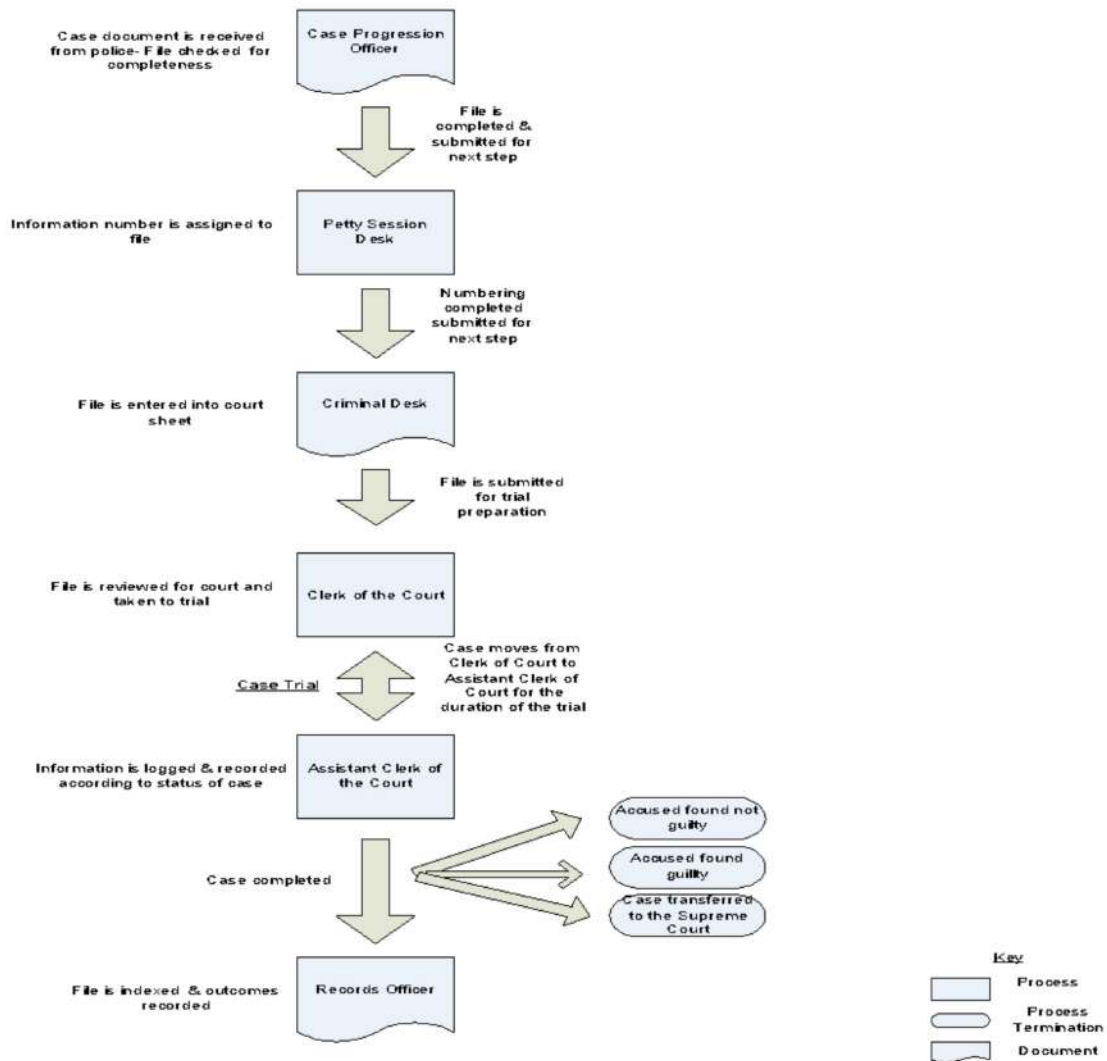 Case document is received
from police- File checked for
completeness
Case Progression
Officer
File is
completed &
submitted for
next step
Information number is assigned to
file
Petty Session
Desk
Numbering
completed
submitted for
next step
File is entered into court
sheet
Criminal Desk
File is submitted
for trial
preparation
File is reviewed for court and
taken to trial
Clerk of the Court
Case Trial
Case moves from
Clerk of Court to
Assistant Clerk of
Court for the
duration of the trial
Information is logged & recorded
according to status of case
Assistant Clerk of
the Court
Accused found not
guilty
Case completed
Accused found
guilty
Case transferred
to the Supreme
Court
File is indexed & outcomes
recorded
Records Officer
Key
Process
Process
Termination
Document